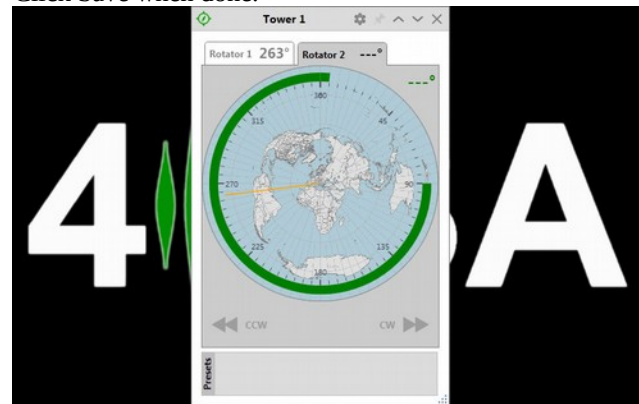 Click Save when done.
Tower 1
Rotator 1 263°
Rotator 2 ---°
---°
360
45
90
135
180
225
270
315
4
A
CCW
CW
Presets